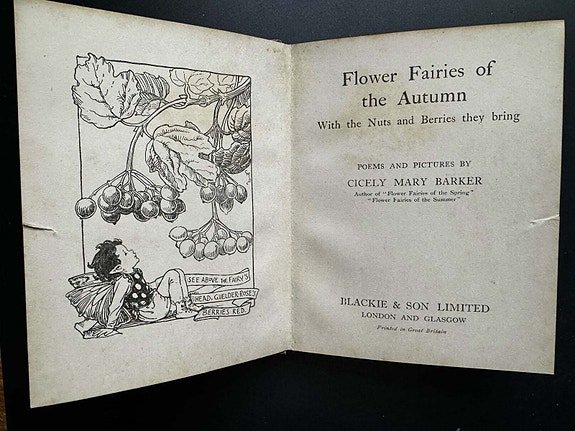 SEE ABOVE THE FAIRY'S
HEAD, GUELDER-ROSE'S
BERRIES RED.
Flower Fairies of
the Autumn
With the Nuts and Berries they bring
POEMS AND PICTURES BY
CICELY MARY BARKER
Author of "Flower Fairies of the Spring"
"Flower Fairies of the Summer"
BLACKIE & SON LIMITED
LONDON AND GLASGOW
Printed in Great Britain